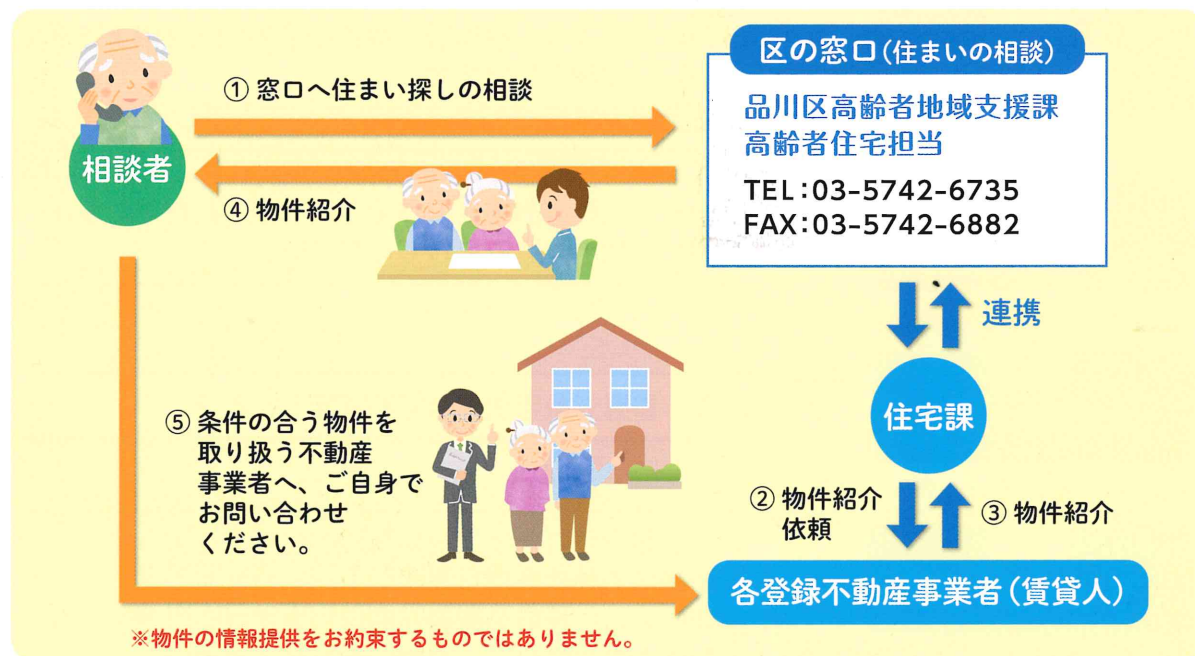 相談者
① 窓口へ住まい探しの相談
④ 物件紹介
区の窓口(住まいの相談)
品川区高齢者地域支援課
高齢者住宅担当
TEL:03-5742-6735
FAX:03-5742-6882
連携
住宅課
② 物件紹介
依頼
③ 物件紹介
⑤ 条件の合う物件を
取り扱う不動産
事業者へ、ご自身で
お問い合わせ
ください。
各登録不動産事業者(賃貸人)
※物件の情報提供をお約束するものではありません。